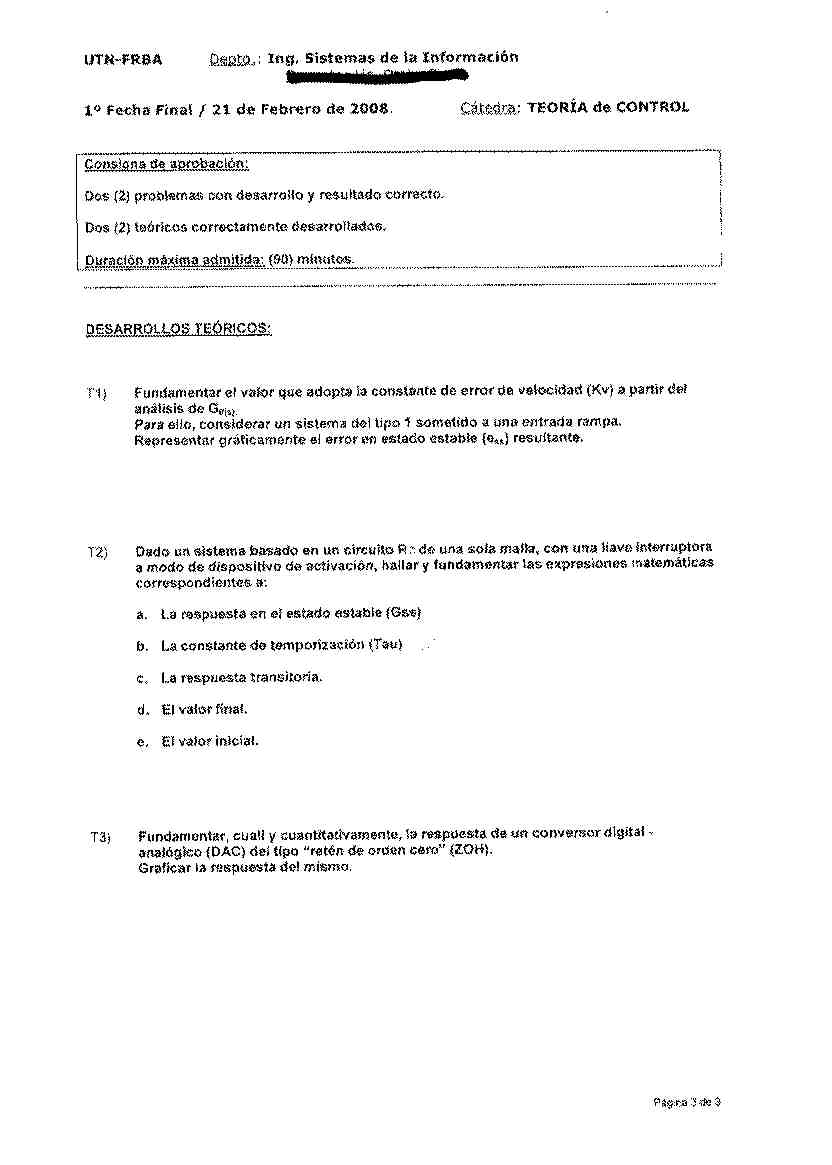 UTN-FRBA Depto.: Ing. Sistemas de la Información
1º Fecha Final / 21 de Febrero de 2008. Cátedra: TEORÍA de CONTROL
Consigna de aprobación:
Dos (2) problemas con desarrollo y resultado correcto.
Dos (2) teóricos correctamente desarrollados.
Duración máxima admitida: (90) minutos.
DESARROLLOS TEÓRICOS:
T1) Fundamentar el valor que adopta la constante de error de velocidad (Kv) a partir del
análisis de
Para ello, considerar un sistema del tipo 1 sometido a una entrada rampa.
Representar gráficamente el error en estado estable (ess) resultante.
T2) Dado un sistema basado en un circuito de una sola malla, con una llave interruptora
a modo de dispositivo de activación, hallar y fundamentar las expresiones matemáticas
correspondientes a:
a. La respuesta en el estado estable (Gss)
b. La constante de temporización (Tau)
c. La respuesta transitoria.
d. El valor final.
e. El valor inicial.
T3) Fundamentar, cuali y cuantitativamente, la respuesta de un conversor digital -
analógico (DAC) del tipo "retén de orden cero" (ZOH).
Graficar la respuesta del mismo.
Página 3 de 3